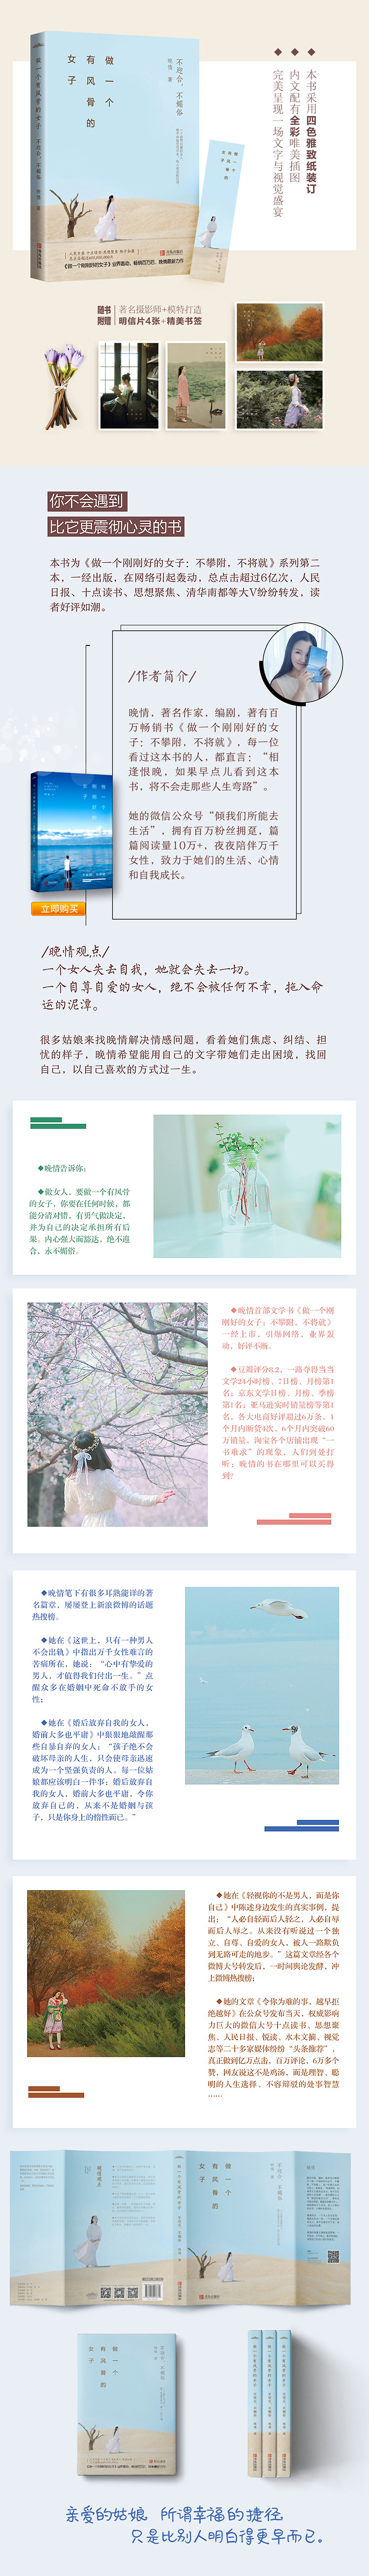 做一个
有风骨的
女子
不迎合，不媚俗
晚情 著
做一个有风骨的女子
不迎合，不媚俗
本书采用四色雅致纸装订
内文配有全彩唯美插图
完美呈现一场文字与视觉盛宴
随书附赠
著名摄影师+模特打造
明信片4张+精美书签
你不会遇到
比它更震彻心灵的书
本书为《做一个刚刚好的女子：不攀附，不将就》系列第二
本，一经出版，在网络引起轰动，总点击超过6亿次，人民
日报、十点读书、思想聚焦、清华南都等大V纷纷转发，读
者好评如潮。
/作者简介/
晚情，著名作家，编剧，著有百
万畅销书《做一个刚刚好的女
子：不攀附，不将就》，每一位
看过这本书的人，都直言：“相
逢恨晚，如果早点儿看到这本
书，将不会走那些人生弯路”。
她的微信公众号“倾我们所能去
生活”，拥有百万粉丝拥趸，篇
篇阅读量10万+，夜夜陪伴万千
女性，致力于她们的生活、心情
和自我成长。
立即购买
/晚情观点/
一个女人失去自我，她就会失去一切。
一个自尊自爱的女人，绝不会被任何不幸，拖入命
运的泥潭。
很多姑娘来找晚情解决情感问题，看着她们焦虑、纠结、担
忧的样子，晚情希望能用自己的文字带她们走出困境，找回
自己，以自己喜欢的方式过一生。
◆晚情告诉你：
◆做女人，要做一个有风骨
的女子，你要在任何时候，都
能分清对错，有勇气做决定，
并为自己的决定承担所有后
果。内心强大而豁达，绝不迎
合，永不媚俗。
◆晚情首部文学书《做一个刚
刚好的女子：不攀附，不将就》
一经上市，引爆网络，业界轰
动，好评不断。
◆豆瓣评分8.2，一路夺得当当
文学24小时榜、7日榜、月榜第1
名；京东文学日榜、月榜、季榜
第1名；亚马逊实时销量榜等第1
名，各大电商好评超过6万条，1
个月内断货4次，6个月内突破60
万销量，淘宝各个店铺出现“一
书难求”的现象，人们到处打
听：晚情的书在哪里可以买得
到？
◆晚情笔下有很多耳熟能详的著
名篇章，屡屡登上新浪微博的话题
热搜榜。
◆她在《这世上，只有一种男人
不会出轨》中指出万千女性难言的
苦痛所在，她说：“心中有挚爱的
男人，才值得我们付出一生。”点
醒众多在婚姻中死命不放手的女
性；
◆她在《婚后放弃自我的女人，
婚前大多也平庸》中狠狠地敲醒那
些自暴自弃的女人：“孩子绝不会
破坏母亲的人生，只会使母亲迅速
成为一个坚强负责的人。每一位姑
娘都应该明白一件事：婚后放弃自
我的女人，婚前大多也平庸，令你
放弃自己的，从来不是婚姻与孩
子，只是你身上的惰性而已。”
◆她在《轻视你的不是男人，而是你
自己》中陈述身边发生的真实事例，提
出：“人必自轻而后人轻之，人必自辱
而后人辱之。从来没有听说过一个独
立、自尊、自爱的女人，被人一路欺负
到无路可走的地步。”这篇文章经各个
微博大号转发后，一时间舆论发酵，冲
上微博热搜榜；
◆她的文章《令你为难的事，越早拒
绝越好》在公众号发布当天，权威影响
力巨大的微信大号十点读书、思想聚
焦、人民日报、悦读、水木文摘、视觉
志等二十多家媒体纷纷“头条推荐”，
真正做到亿万点击，百万评论，6万多个
赞，网友说这不是鸡汤，而是理智、聪
明的人生选择、不容辩驳的处事智慧
……
做一个
有风骨的
女子
不迎合，不媚俗
做一个
有风骨的
女子
亲爱的姑娘，所谓幸福的捷径，
只是比别人明白得更早而已。